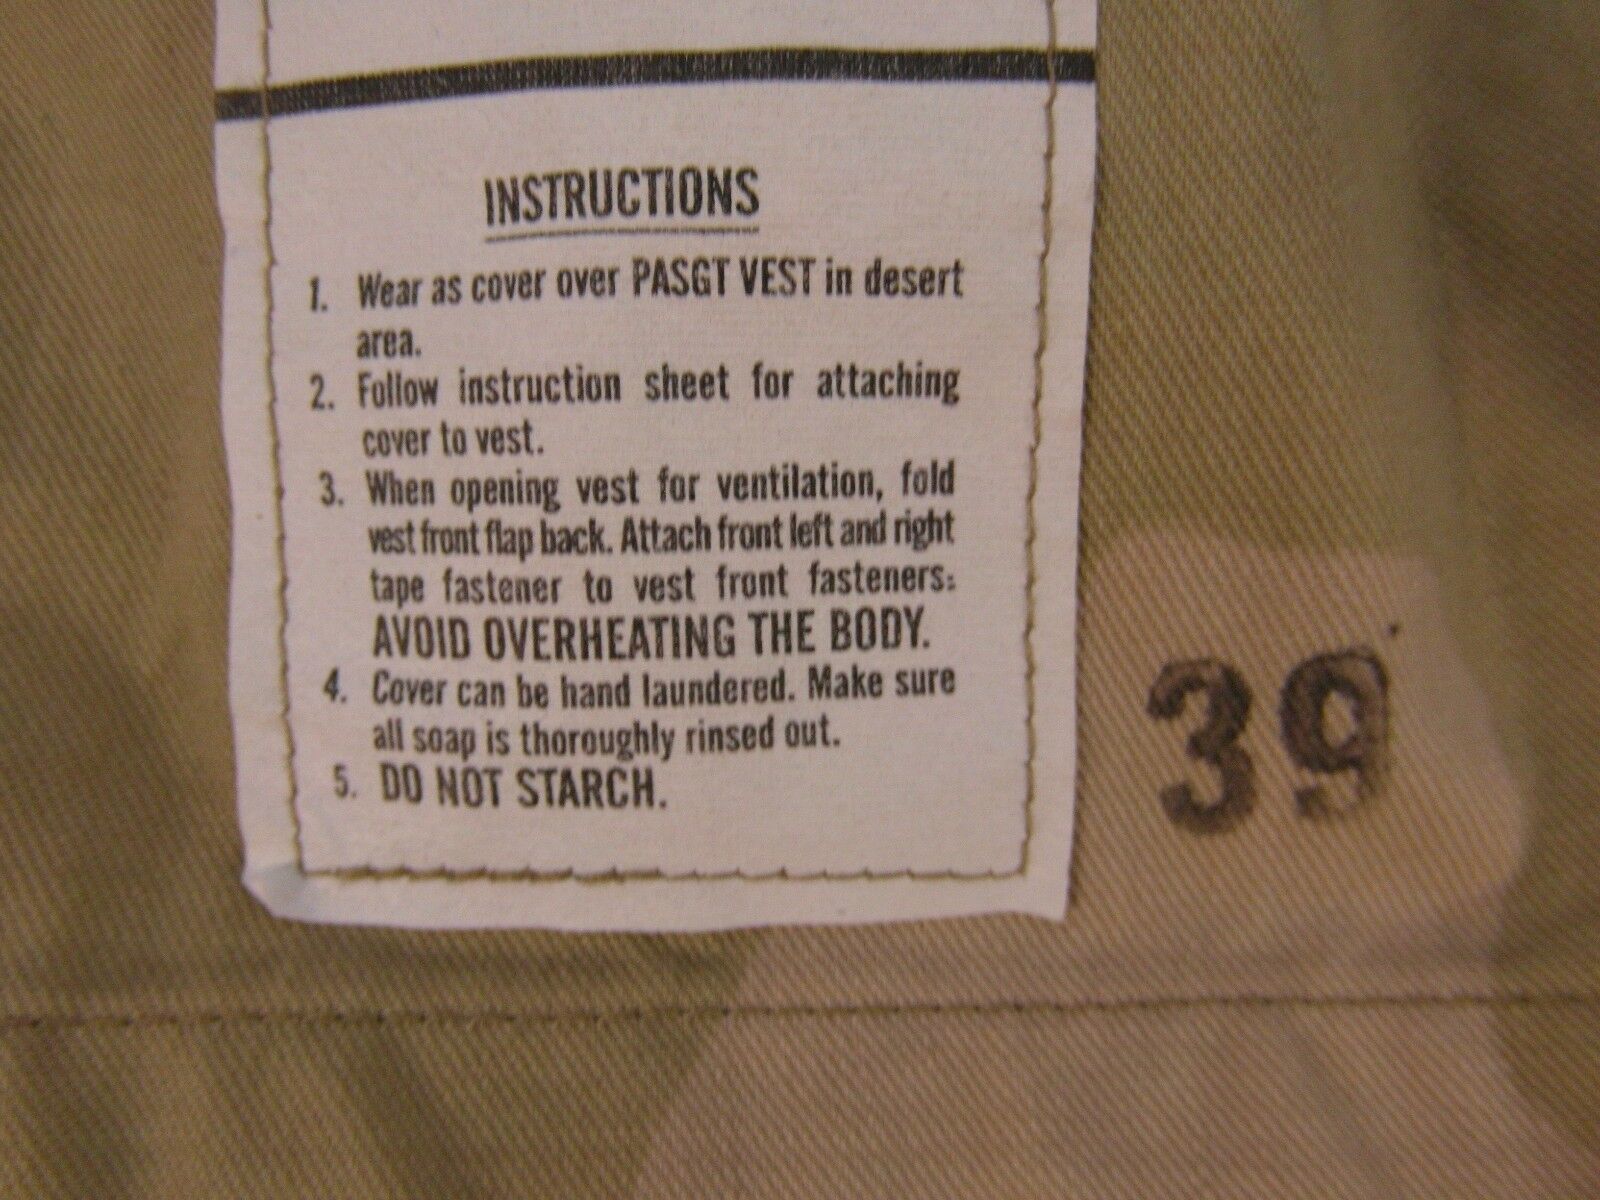 INSTRUCTIONS
1. Wear as cover over PASGT VEST in desert
area.
2. Follow instruction sheet for attaching
cover to vest.
3. When opening vest for ventilation, fold
vest front flap back. Attach front left and right
tape fastener to vest front fasteners:
AVOID OVERHEATING THE BODY.
4. Cover can be hand laundered. Make sure
all soap is thoroughly rinsed out.
5. DO NOT STARCH.
39